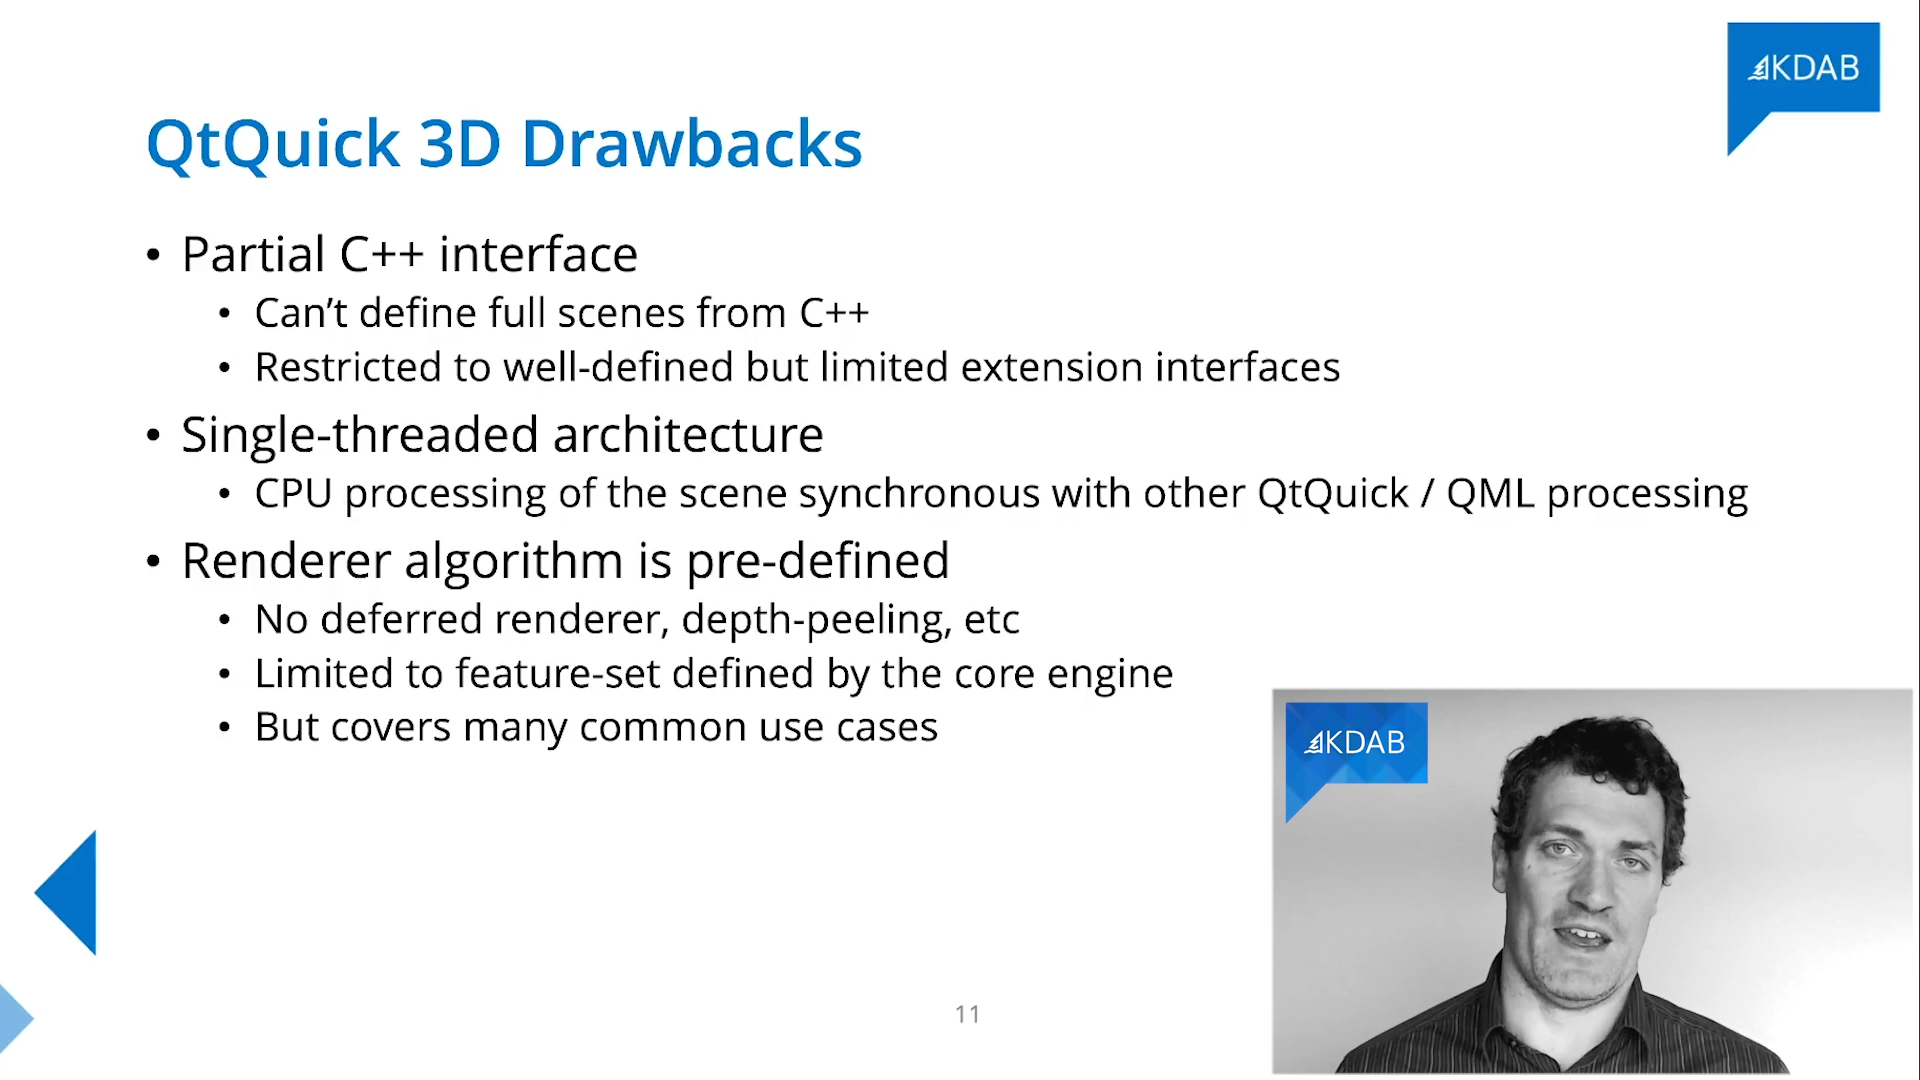 KDAB
QtQuick 3D Drawbacks
• Partial C++ interface
• Can’t define full scenes from C++
• Restricted to well-defined but limited extension interfaces
• Single-threaded architecture
• CPU processing of the scene synchronous with other QtQuick / QML processing
• Renderer algorithm is pre-defined
• No deferred renderer, depth-peeling, etc
• Limited to feature-set defined by the core engine
• But covers many common use cases
KDAB
11